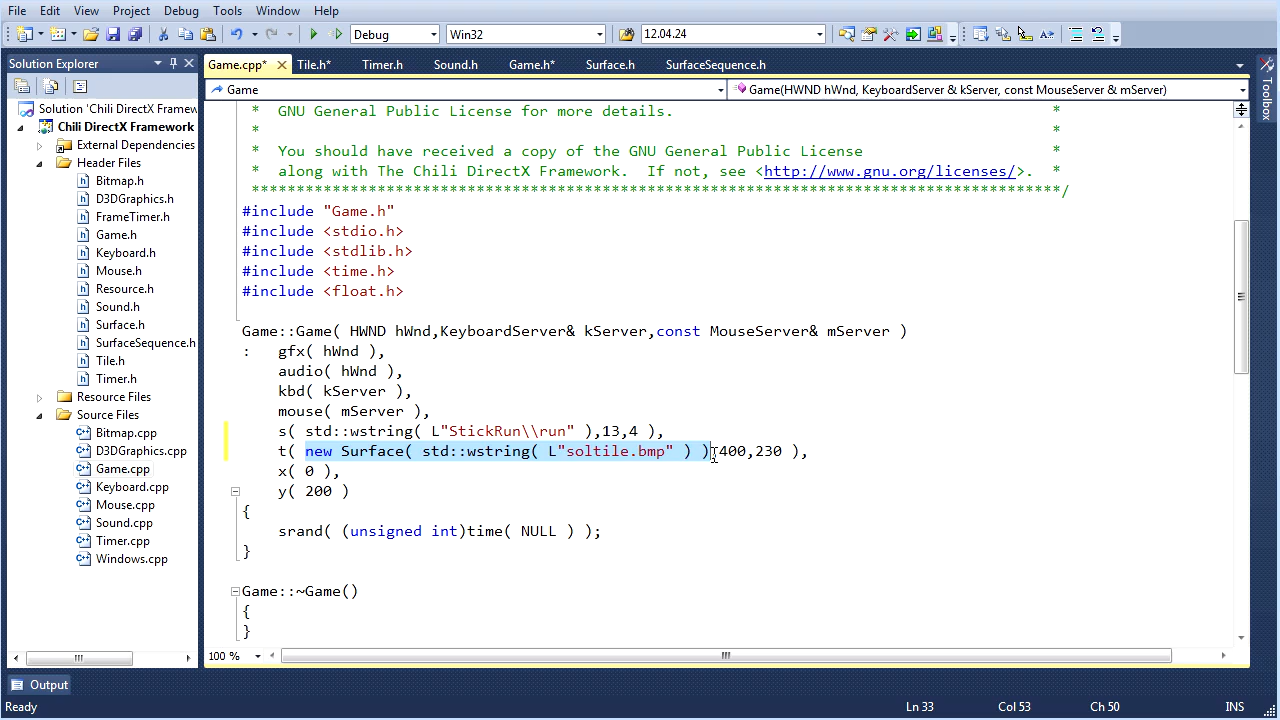 File Edit View Project Debug Tools Window Help
Debug Win32 12.04.24
Solution Explorer
Game.cpp* Tile.h* Timer.h Sound.h Game.h* Surface.h SurfaceSequence.h
Game Game(HWND hWnd, KeyboardServer & kServer, const MouseServer & mServer)
Toolbox
Solution 'Chili DirectX Framew
Chili DirectX Framework
External Dependencies
Header Files
Bitmap.h
D3DGraphics.h
FrameTimer.h
Game.h
Keyboard.h
Mouse.h
Resource.h
Sound.h
Surface.h
SurfaceSequence.h
Tile.h
Timer.h
Resource Files
Source Files
Bitmap.cpp
D3DGraphics.cpp
Game.cpp
Keyboard.cpp
Mouse.cpp
Sound.cpp
Timer.cpp
Windows.cpp
* GNU General Public License for more details. *
* *
* You should have received a copy of the GNU General Public License *
* along with The Chili DirectX Framework. If not, see <http://www.gnu.org/licenses/>. *
******************************************************************************************/
#include "Game.h"
#include <stdio.h>
#include <stdlib.h>
#include <time.h>
#include <float.h>
Game::Game( HWND hWnd,KeyboardServer& kServer,const MouseServer& mServer )
: gfx( hWnd ),
audio( hWnd ),
kbd( kServer ),
mouse( mServer ),
s( std::wstring( L"StickRun\\run" ),13,4 ),
t( new Surface( std::wstring( L"soltile.bmp" ) ),400,230 ),
x( 0 ),
y( 200 )
{
srand( (unsigned int)time( NULL ) );
}
Game::~Game()
{
}
100 %
Output
Ready Ln 33 Col 53 Ch 50 INS